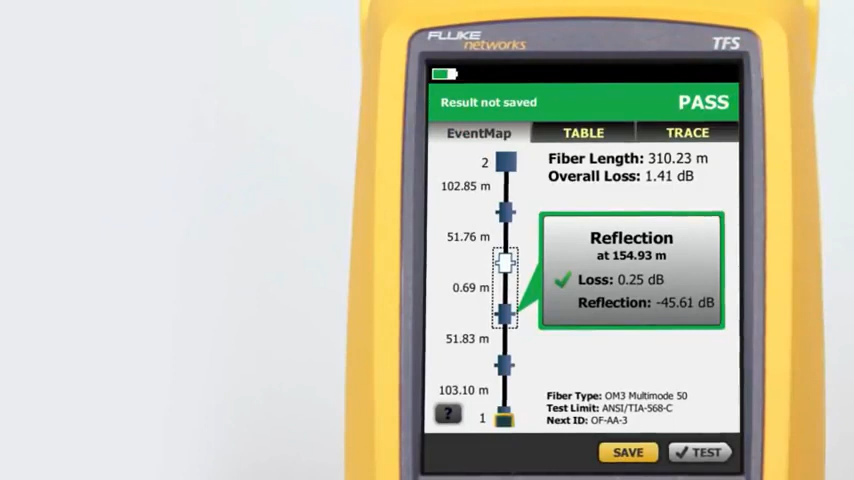 FLUKE
networks
TFS
Result not saved
PASS
EventMap
TABLE
TRACE
Fiber Length: 310.23 m
Overall Loss: 1.41 dB
2
102.85 m
51.76 m
0.69 m
51.83 m
103.10 m
1
Reflection
at 154.93 m
Loss: 0.25 dB
Reflection: -45.61 dB
Fiber Type: OM3 Multimode 50
Test Limit: ANSI/TIA-568-C
Next ID: OF-AA-3
?
SAVE
TEST